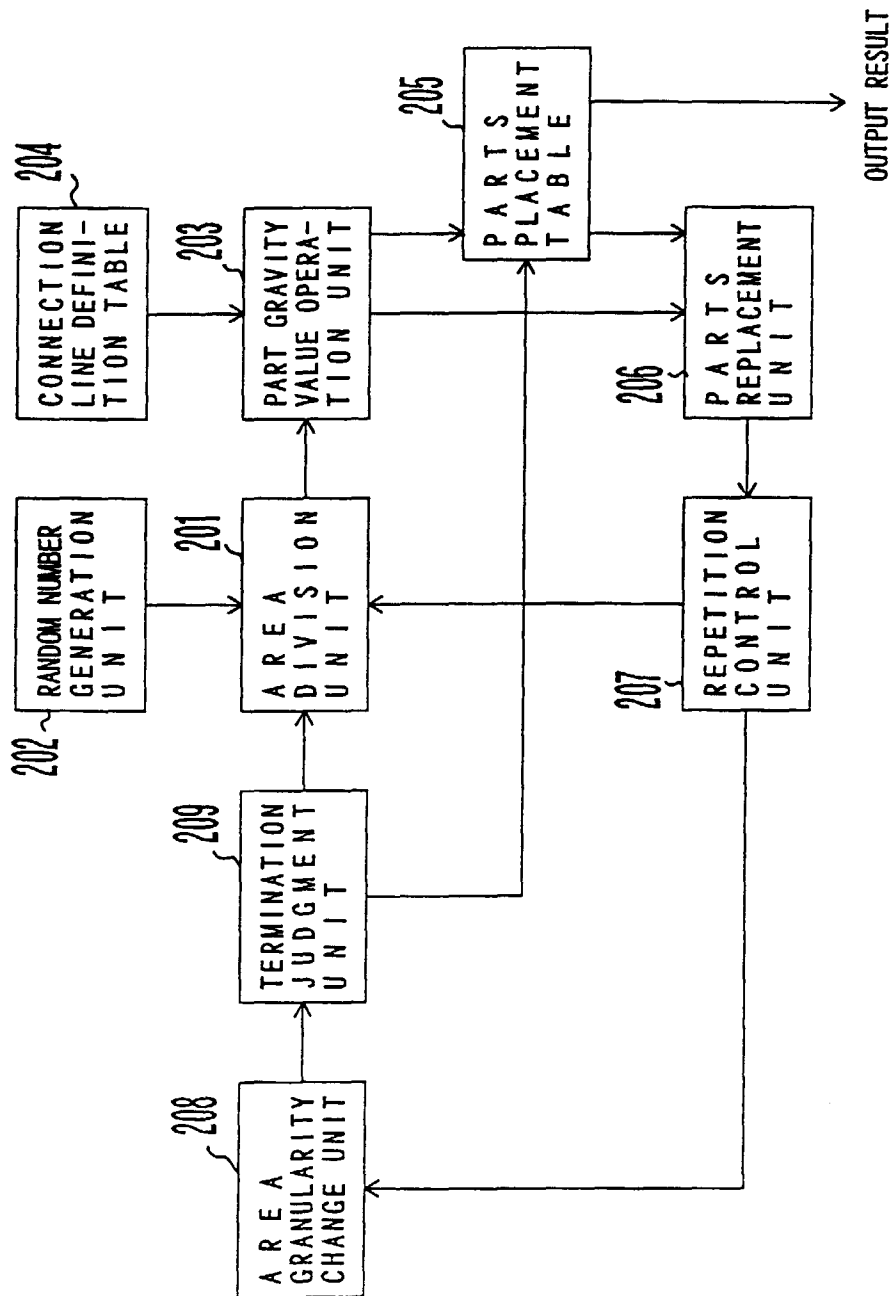 202
RANDOM NUMBER
GENERATION
UNIT
204
CONNECTION
LINE DEFINI-
TION TABLE
208
AREA
GRANULARITY
CHANGE UNIT
209
TERMINATION
JUDGMENT
UNIT
201
AREA
DIVISION
UNIT
203
PART GRAVITY
VALUE OPERA-
TION UNIT
205
PARTS
PLACEMENT
TABLE
207
REPETITION
CONTROL
UNIT
206
PARTS
REPLACEMENT
UNIT
OUTPUT RESULT